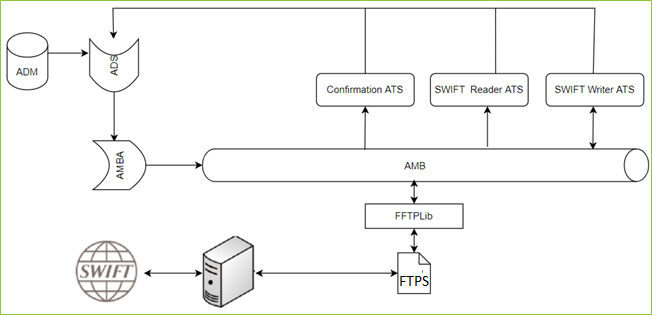 ADM
ADS
Confirmation ATS
SWIFT Reader ATS
SWIFT Writer ATS
AMBA
AMB
FFTPLib
SWIFT
FTPS